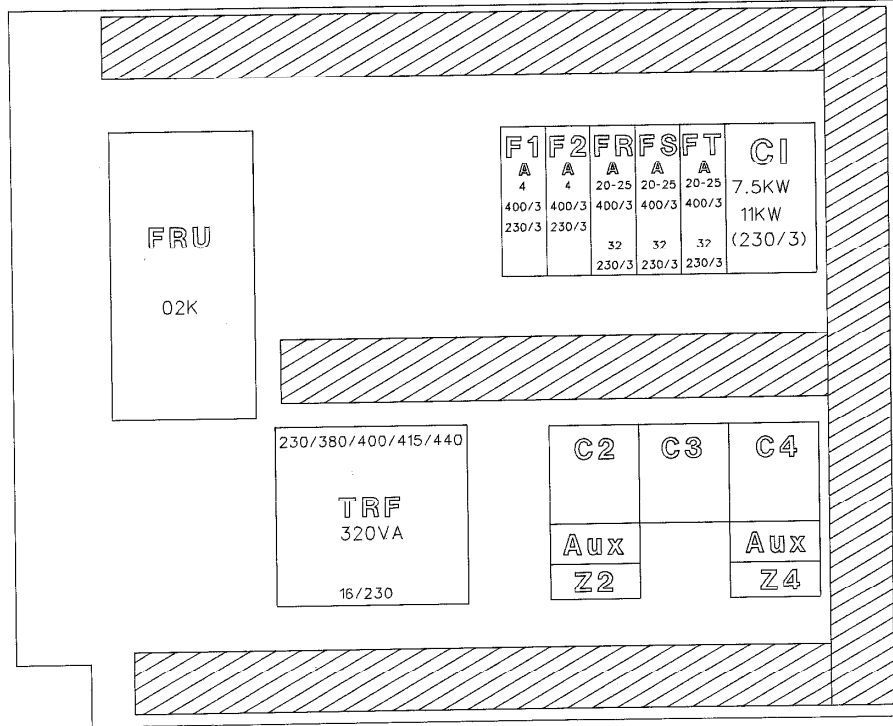 F1 F2 FR FS FT CI
A A A A A
4 4 20-25 20-25 20-25 7.5KW
400/3 400/3 400/3 400/3 400/3 11KW
230/3 230/3
32 32 32 (230/3)
230/3 230/3 230/3
FRU
02K
230/380/400/415/440
TRF
320VA
16/230
C2 C3 C4
Aux Aux
Z2 Z4